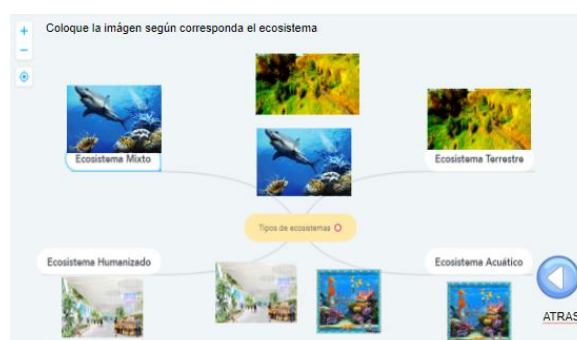 Coloque la imágen según corresponda el ecosistema
Ecosistema Mixto
Ecosistema Terrestre
Tipos de ecosistemas
Ecosistema Humanizado
Ecosistema Acuático
ATRAS